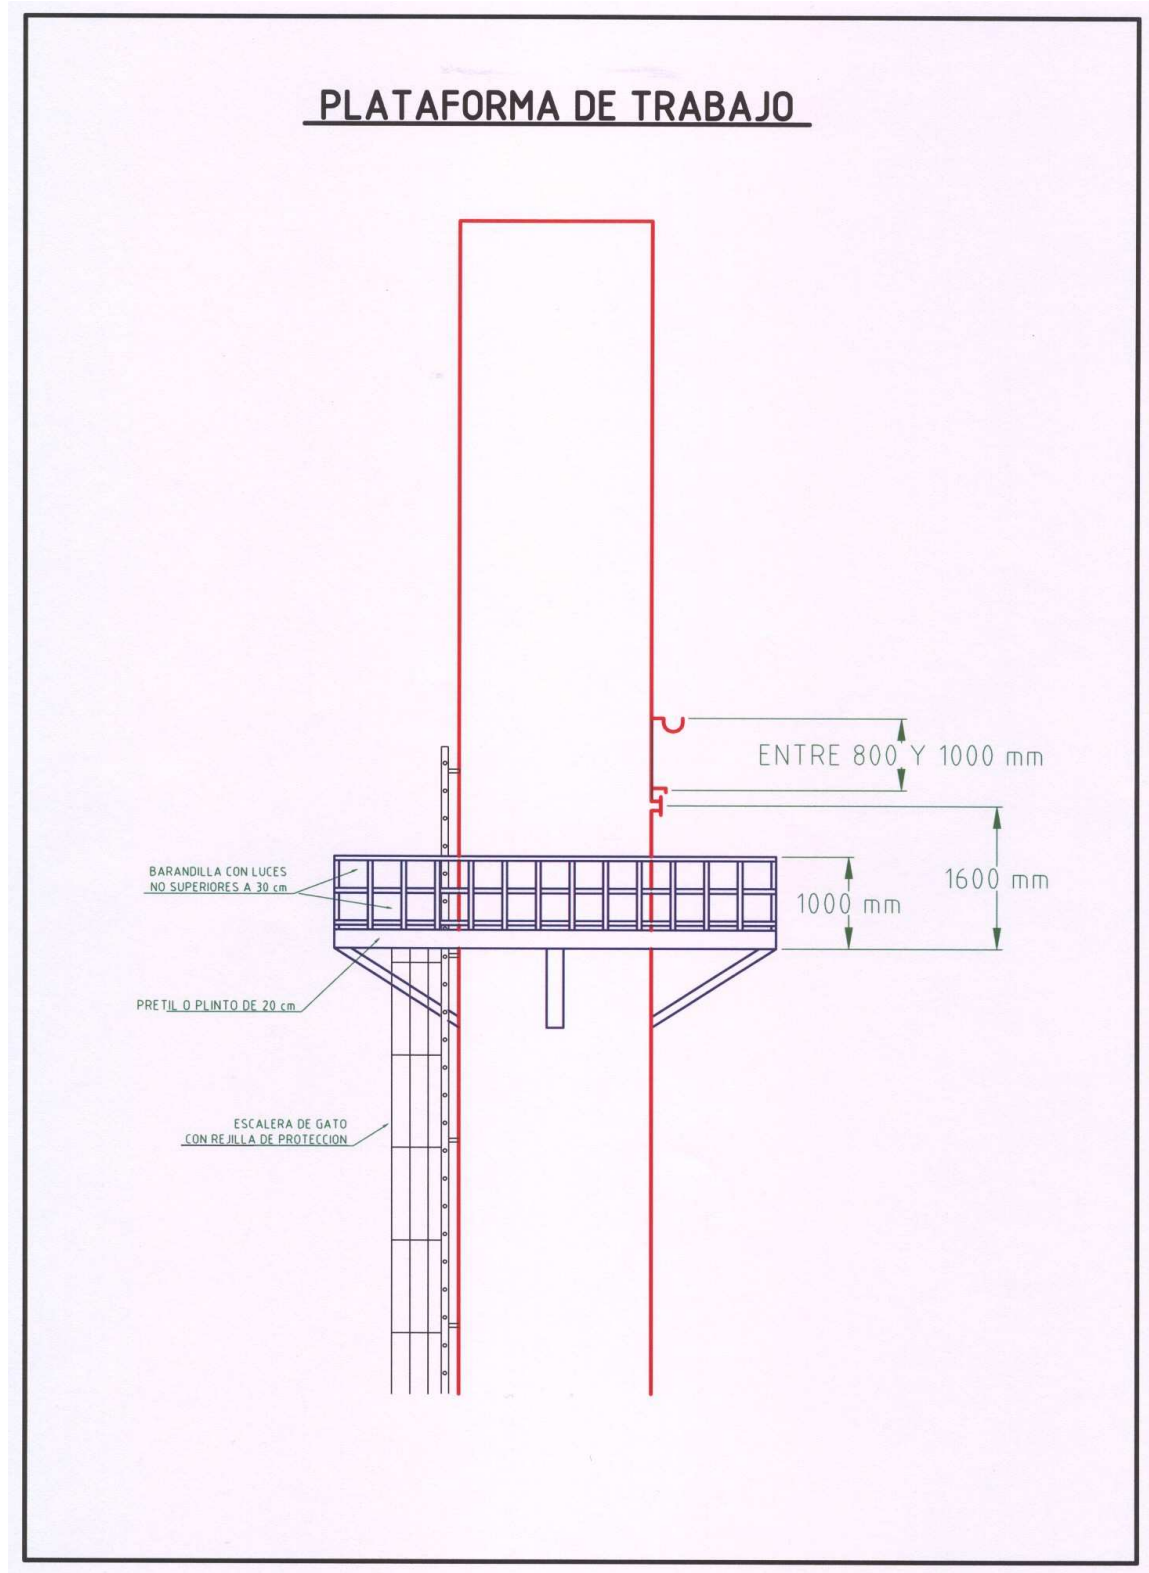 PLATAFORMA DE TRABAJO
ENTRE 800 Y 1000 mm
1600 mm
1000 mm
BARANDILLA CON LUCES
NO SUPERIORES A 30 cm
PRETIL O PLINTO DE 20 cm
ESCALERA DE GATO
CON REJILLA DE PROTECCION